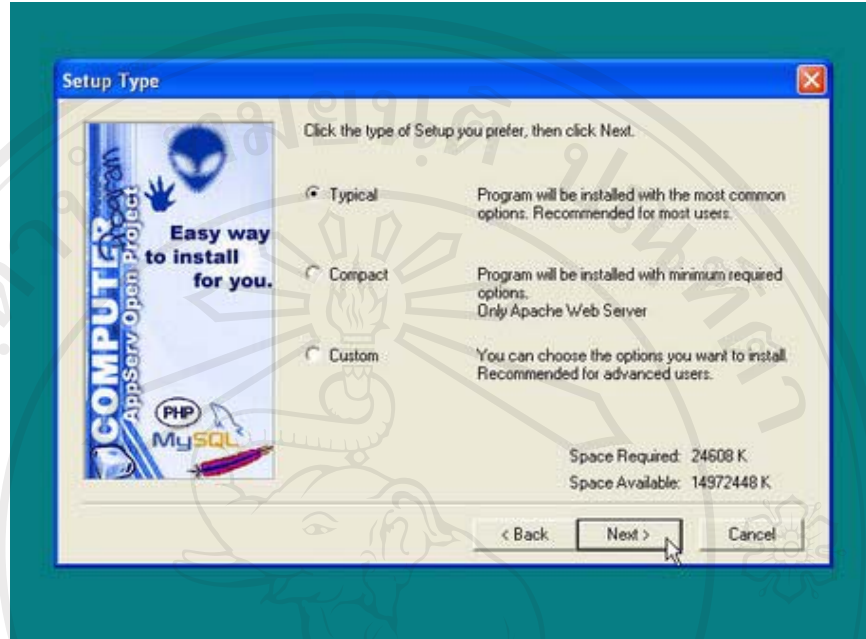 Setup Type
Click the type of Setup you prefer, then click Next.
COMPUTER
Program
AppServ Open Project
Easy way
to install
for you.
PHP
MySQL
Typical
Program will be installed with the most common
options. Recommended for most users.
Compact
Program will be installed with minimum required
options.
Only Apache Web Server
Custom
You can choose the options you want to install.
Recommended for advanced users.
Space Required: 24608 K
Space Available: 14972448 K
< Back
Next >
Cancel